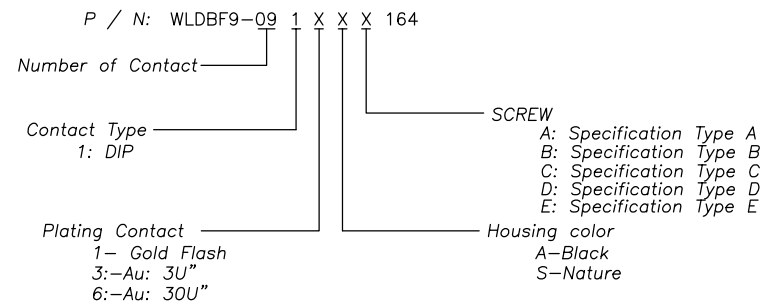 P / N: WLDBF9-09 1 X X X 164
Number of Contact
SCREW
A: Specification Type A
B: Specification Type B
C: Specification Type C
D: Specification Type D
E: Specification Type E
Contact Type
1: DIP
Plating Contact
1- Gold Flash
3:-Au: 3U"
6:-Au: 30U"
Housing color
A-Black
S-Nature